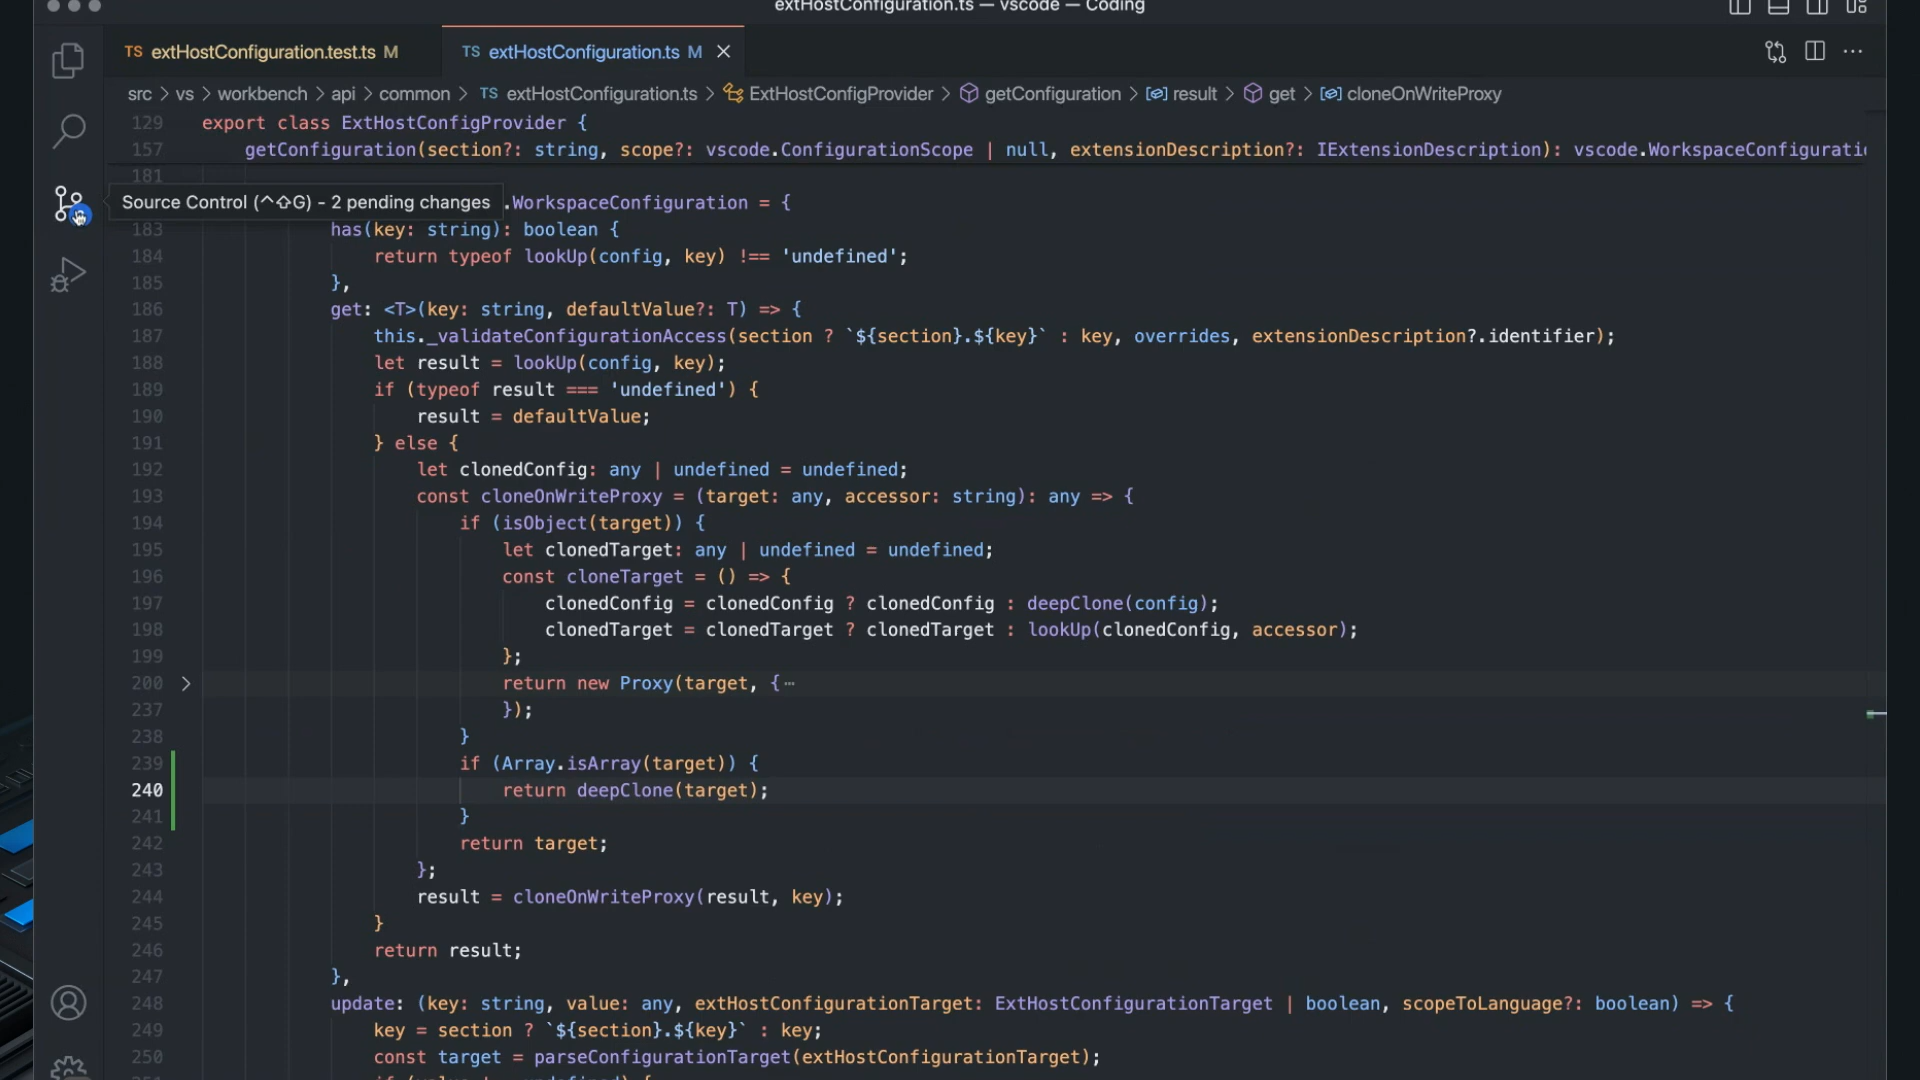 extHostConfiguration.ts — vscode — Coding
TS extHostConfiguration.test.ts M
TS extHostConfiguration.ts M
src > vs > workbench > api > common > TS extHostConfiguration.ts > ExtHostConfigProvider > getConfiguration > result > get > cloneOnWriteProxy
129 export class ExtHostConfigProvider {
157 getConfiguration(section?: string, scope?: vscode.ConfigurationScope | null, extensionDescription?: IExtensionDescription): vscode.WorkspaceConfigurati
181
Source Control (^⇧G) - 2 pending changes
.WorkspaceConfiguration = {
183 has(key: string): boolean {
184 return typeof lookUp(config, key) !== 'undefined';
185 },
186 get: <T>(key: string, defaultValue?: T) => {
187 this._validateConfigurationAccess(section ? `${section}.${key}` : key, overrides, extensionDescription?.identifier);
188 let result = lookUp(config, key);
189 if (typeof result === 'undefined') {
190 result = defaultValue;
191 } else {
192 let clonedConfig: any | undefined = undefined;
193 const cloneOnWriteProxy = (target: any, accessor: string): any => {
194 if (isObject(target)) {
195 let clonedTarget: any | undefined = undefined;
196 const cloneTarget = () => {
197 clonedConfig = clonedConfig ? clonedConfig : deepClone(config);
198 clonedTarget = clonedTarget ? clonedTarget : lookUp(clonedConfig, accessor);
199 };
200 return new Proxy(target, {⋯
237 });
238 }
239 if (Array.isArray(target)) {
240 return deepClone(target);
241 }
242 return target;
243 };
244 result = cloneOnWriteProxy(result, key);
245 }
246 return result;
247 },
248 update: (key: string, value: any, extHostConfigurationTarget: ExtHostConfigurationTarget | boolean, scopeToLanguage?: boolean) => {
249 key = section ? `${section}.${key}` : key;
250 const target = parseConfigurationTarget(extHostConfigurationTarget);